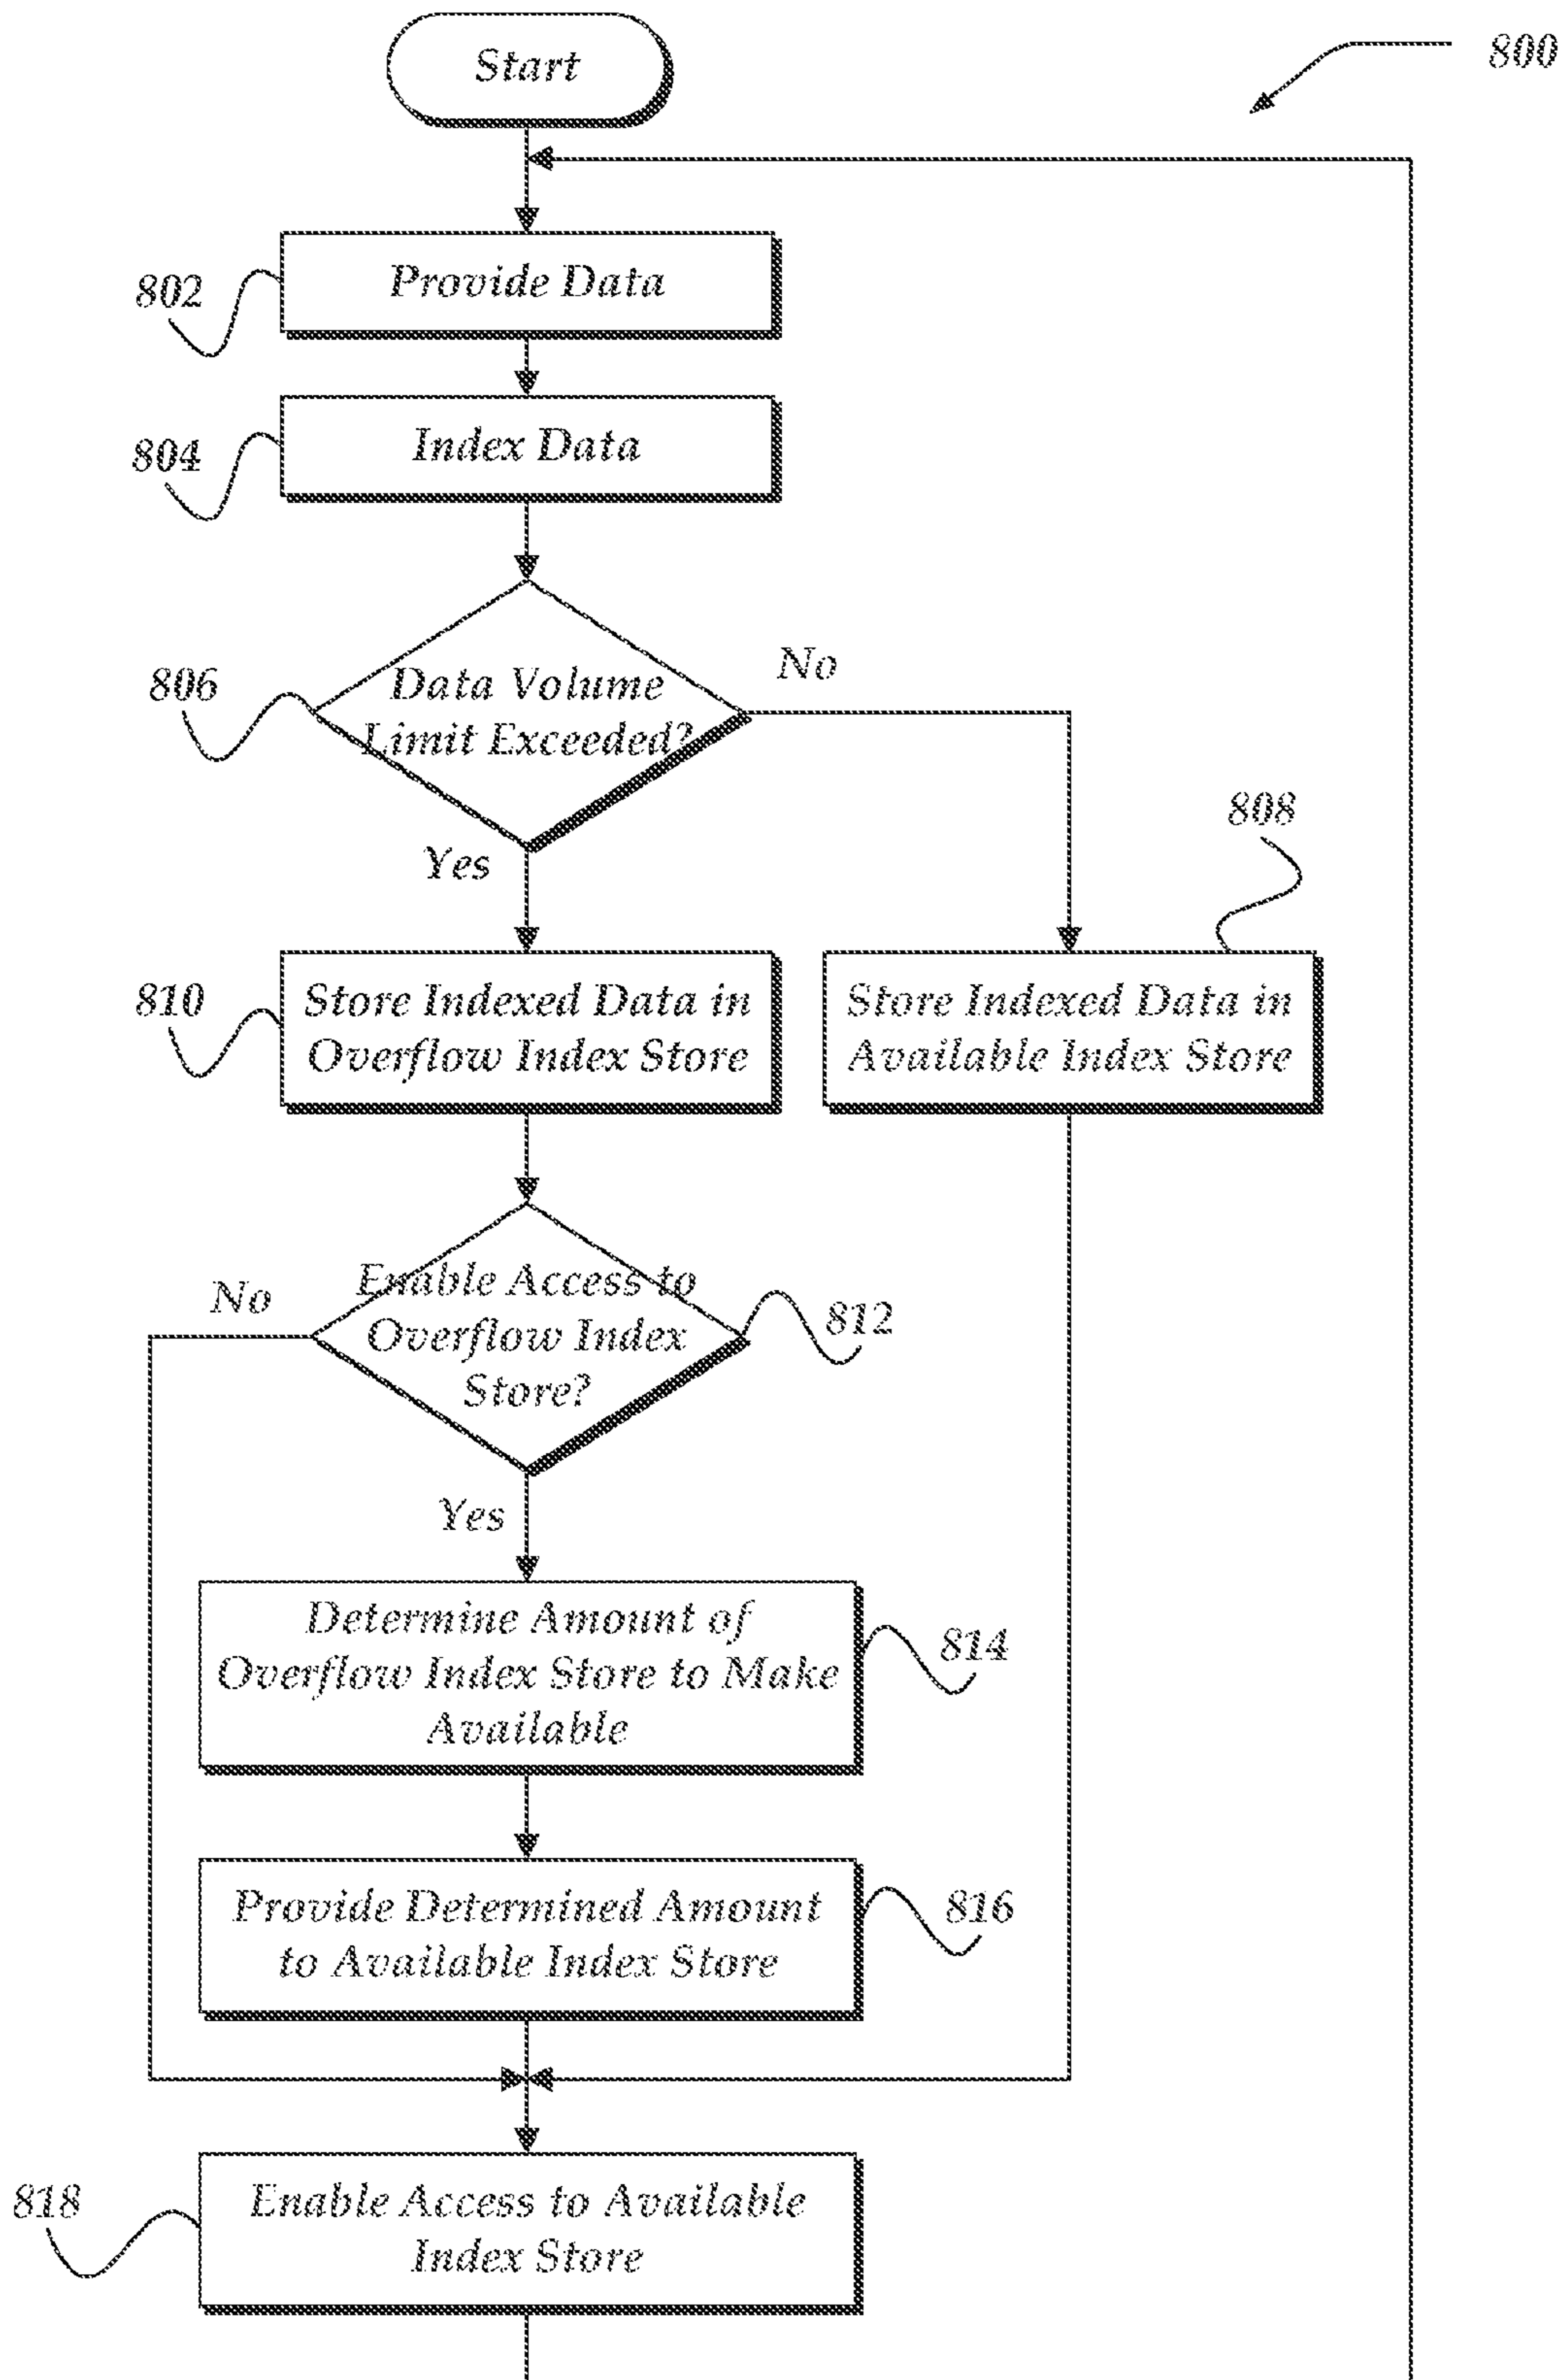 Start
800
802
Provide Data
804
Index Data
806
Data Volume
Limit Exceeded?
No
Yes
808
810
Store Indexed Data in
Overflow Index Store
Store Indexed Data in
Available Index Store
No
Enable Access to
Overflow Index
Store?
812
Yes
Determine Amount of
Overflow Index Store to Make
Available
814
Provide Determined Amount
to Available Index Store
816
818
Enable Access to Available
Index Store